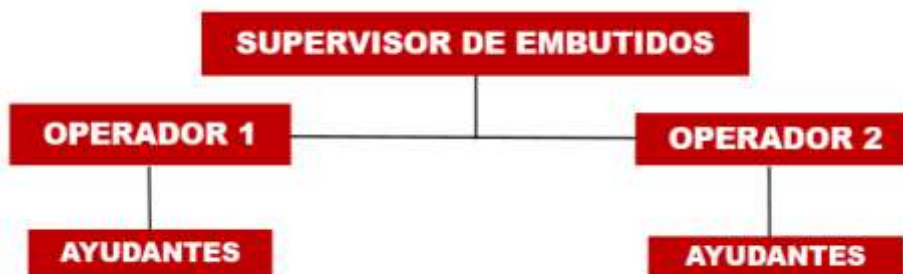 SUPERVISOR DE EMBUTIDOS
OPERADOR 1
OPERADOR 2
AYUDANTES
AYUDANTES